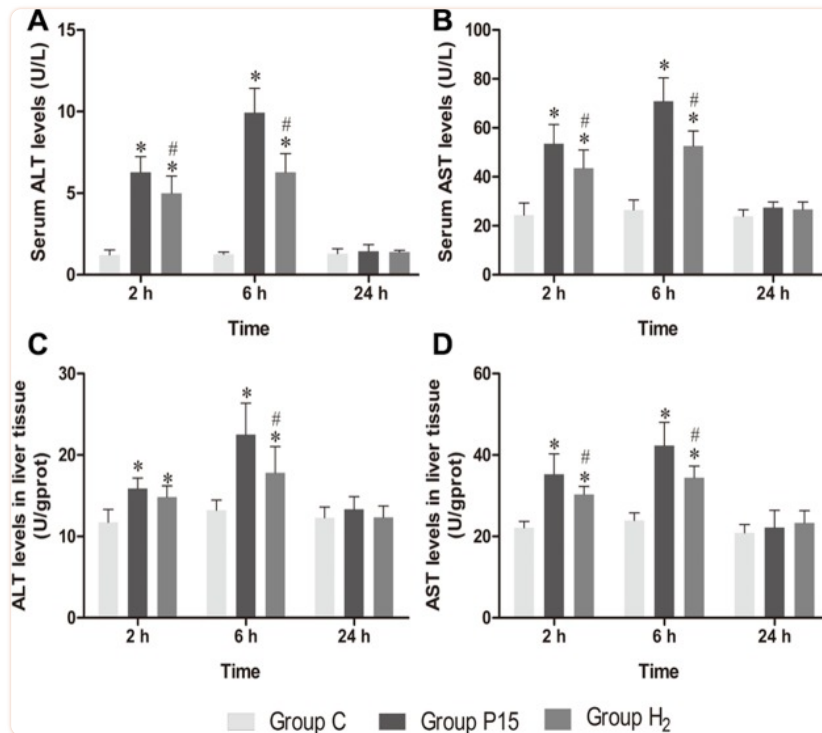 A
Serum ALT levels (U/L)
15
10
5
0
*
#
*
*
#
*
2 h
6 h
24 h
Time
B
Serum AST levels (U/L)
100
80
60
40
20
0
*
#
*
*
#
*
2 h
6 h
24 h
Time
C
ALT levels in liver tissue
(U/gprot)
30
20
10
0
*
*
*
#
*
2 h
6 h
24 h
Time
D
AST levels in liver tissue
(U/gprot)
60
40
20
0
*
#
*
*
#
*
2 h
6 h
24 h
Time
Group C
Group P15
Group H₂